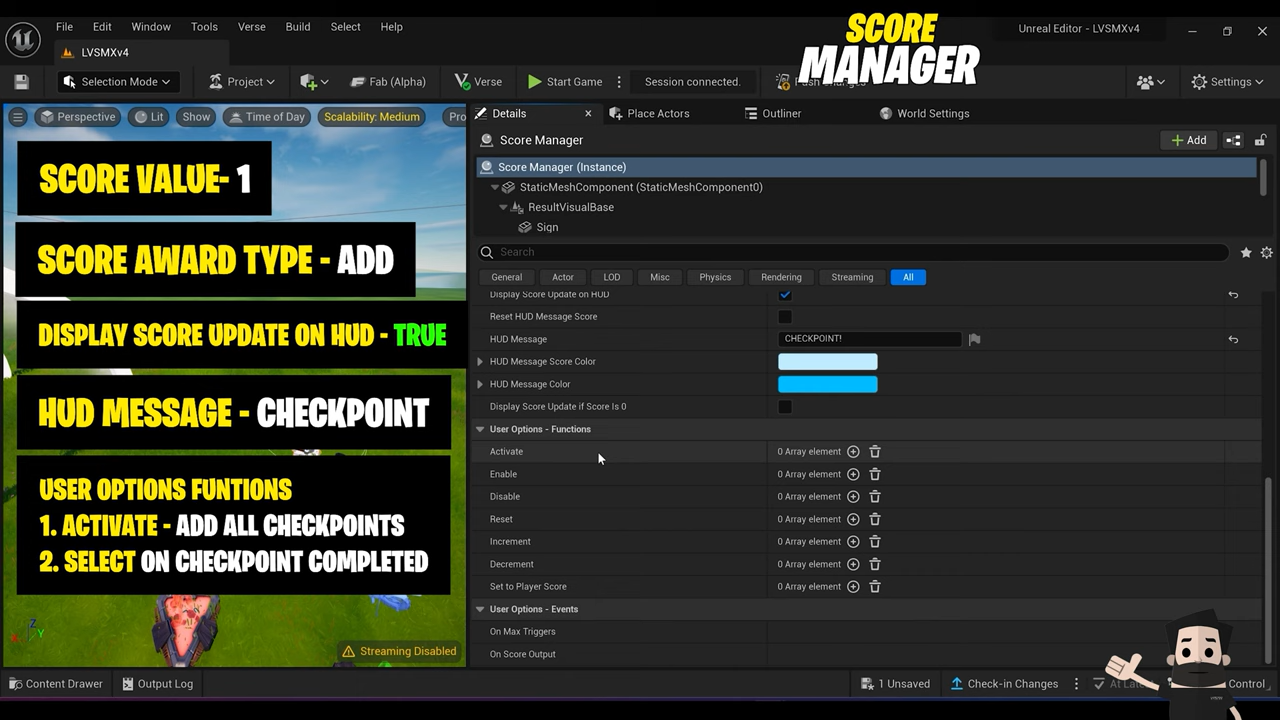 File Edit Window Tools Verse Build Select Help
SCORE
MANAGER
Unreal Editor - LVSMXv4
LVSMXv4
Selection Mode
Project
Fab (Alpha)
Verse
Start Game
Session connected.
Settings
Perspective Lit Show Time of Day Scalability: Medium Pro
Details Place Actors Outliner World Settings
Score Manager
Add
Score Manager (Instance)
StaticMeshComponent (StaticMeshComponent0)
ResultVisualBase
Sign
Search
General Actor LOD Misc Physics Rendering Streaming All
Display Score Update on HUD
Reset HUD Message Score
HUD Message CHECKPOINT!
HUD Message Score Color
HUD Message Color
Display Score Update if Score Is 0
User Options - Functions
Activate 0 Array element
Enable 0 Array element
Disable 0 Array element
Reset 0 Array element
Increment 0 Array element
Decrement 0 Array element
Set to Player Score 0 Array element
User Options - Events
On Max Triggers
On Score Output
SCORE VALUE- 1
SCORE AWARD TYPE - ADD
DISPLAY SCORE UPDATE ON HUD - TRUE
HUD MESSAGE - CHECKPOINT
USER OPTIONS FUNTIONS
1. ACTIVATE - ADD ALL CHECKPOINTS
2. SELECT ON CHECKPOINT COMPLETED
Streaming Disabled
Content Drawer Output Log
1 Unsaved Check-in Changes Control